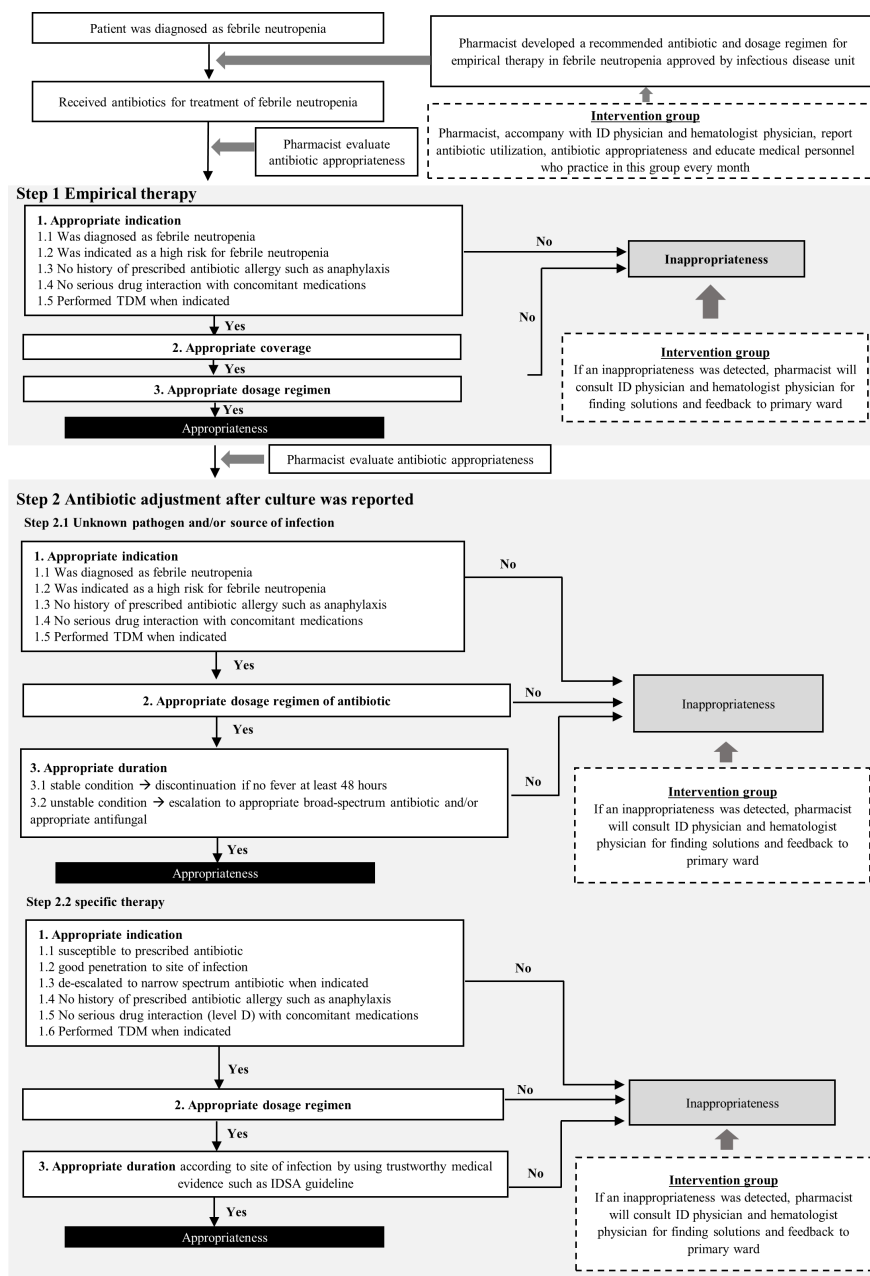 Patient was diagnosed as febrile neutropenia
Pharmacist developed a recommended antibiotic and dosage regimen for
empirical therapy in febrile neutropenia approved by infectious disease unit
Received antibiotics for treatment of febrile neutropenia
Intervention group
Pharmacist, accompany with ID physician and hematologist physician, report
antibiotic utilization, antibiotic appropriateness and educate medical personnel
who practice in this group every month
Pharmacist evaluate
antibiotic appropriateness
Step 1 Empirical therapy
1. Appropriate indication
1.1 Was diagnosed as febrile neutropenia
1.2 Was indicated as a high risk for febrile neutropenia
1.3 No history of prescribed antibiotic allergy such as anaphylaxis
1.4 No serious drug interaction with concomitant medications
1.5 Performed TDM when indicated
No
Inappropriateness
No
Yes
2. Appropriate coverage
Yes
3. Appropriate dosage regimen
Yes
Appropriateness
Intervention group
If an inappropriateness was detected, pharmacist will
consult ID physician and hematologist physician for
finding solutions and feedback to primary ward
Pharmacist evaluate antibiotic appropriateness
Step 2 Antibiotic adjustment after culture was reported
Step 2.1 Unknown pathogen and/or source of infection
1. Appropriate indication
1.1 Was diagnosed as febrile neutropenia
1.2 Was indicated as a high risk for febrile neutropenia
1.3 No history of prescribed antibiotic allergy such as anaphylaxis
1.4 No serious drug interaction with concomitant medications
1.5 Performed TDM when indicated
No
Yes
2. Appropriate dosage regimen of antibiotic
No
Inappropriateness
Yes
3. Appropriate duration
3.1 stable condition → discontinuation if no fever at least 48 hours
3.2 unstable condition → escalation to appropriate broad-spectrum antibiotic and/or
appropriate antifungal
No
Yes
Appropriateness
Intervention group
If an inappropriateness was detected, pharmacist
will consult ID physician and hematologist
physician for finding solutions and feedback to
primary ward
Step 2.2 specific therapy
1. Appropriate indication
1.1 susceptible to prescribed antibiotic
1.2 good penetration to site of infection
1.3 de-escalated to narrow spectrum antibiotic when indicated
1.4 No history of prescribed antibiotic allergy such as anaphylaxis
1.5 No serious drug interaction (level D) with concomitant medications
1.6 Performed TDM when indicated
No
Yes
2. Appropriate dosage regimen
No
Inappropriateness
Yes
3. Appropriate duration according to site of infection by using trustworthy medical
evidence such as IDSA guideline
No
Yes
Appropriateness
Intervention group
If an inappropriateness was detected, pharmacist
will consult ID physician and hematologist
physician for finding solutions and feedback to
primary ward